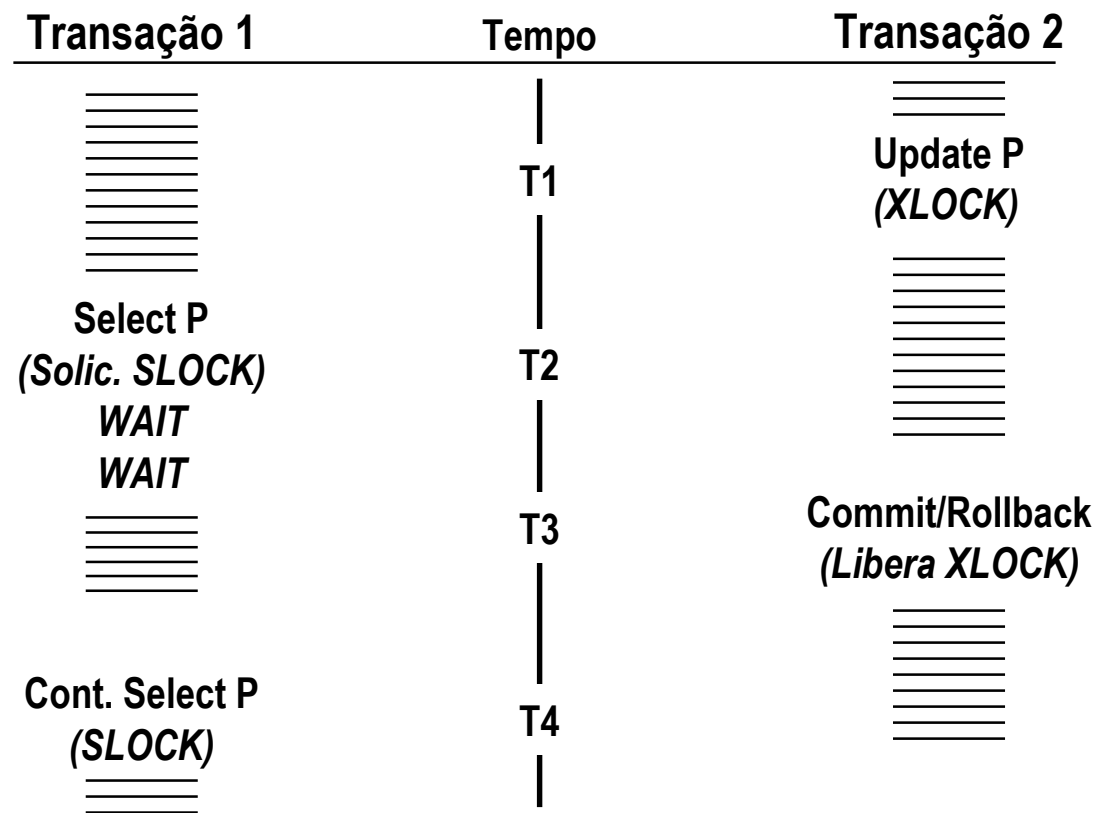 Transação 1 Tempo Transação 2
T1
Update P
(XLOCK)
Select P
(Solic. SLOCK)
T2
WAIT
WAIT
T3
Commit/Rollback
(Libera XLOCK)
Cont. Select P
(SLOCK)
T4